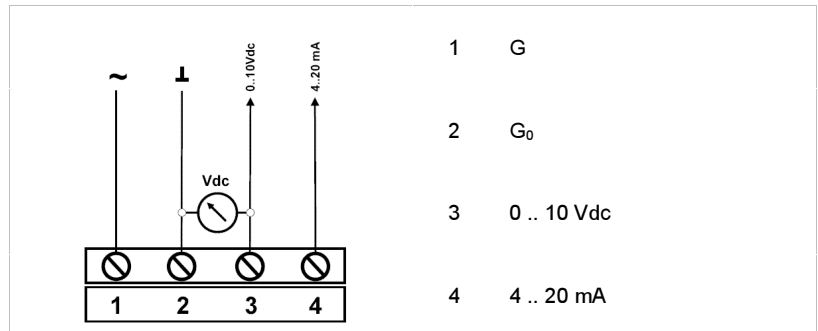 ~ ⊥ 0..10Vdc 4..20 mA
Vdc
1 2 3 4
1 G
2 G₀
3 0 .. 10 Vdc
4 4 .. 20 mA